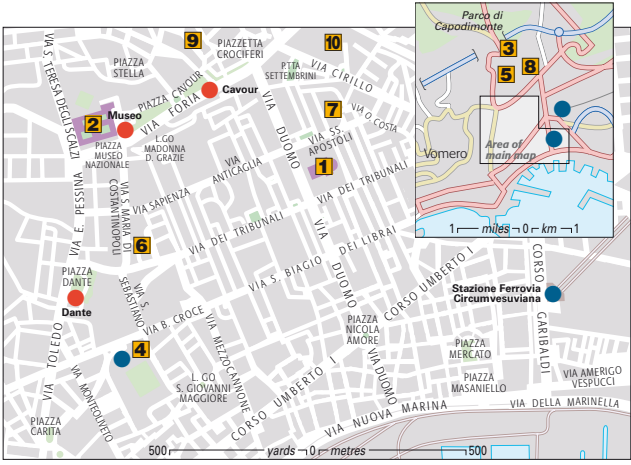 VIA S. TERESA DEGLI SCALZI
PIAZZA
STELLA
9
PIAZZETTA
CROCIFERI
10
P.TTÀ
SETTEMBRINI
VIA CIRILLO
PIAZZA CAVOUR
VIA FORIA
Cavour
Museo
2
7
VIA O COSTA
PIAZZA
MUSEO
NAZIONALE
L.GO
MADONNA
D. GRAZIE
VIA
DUOMO
VIA SS.
APOSTOLI
1
VIA
ANTICAGLIA
VIA SAPIENZA
VIA DEI TRIBUNALI
VIA E. PESSINA
VIA S. MARIA DI
COSTANTINOPOLI
6
VIA DEI TRIBUNALI
VIA
DUOMO
VIA S. BIAGIO DEI LIBRAI
PIAZZA
DANTE
Dante
VIA S.
SEBASTIANO
VIA B. CROCE
4
VIA MEZZOCANNONE
CORSO UMBERTO I
PIAZZA
NICOLA
AMORE
VIA DUOMO
VIA TOLEDO
VIA MONTEOLIVETO
L. GO
S. GIOVANNI
MAGGIORE
CORSO UMBERTO I
PIAZZA
CARITA
PIAZZA
MERCATO
PIAZZA
MASANIELLO
Stazione Ferrovia
Circumvesuviana
CORSO
GARIBALDI
VIA AMERIGO
VESPUCCI
VIA NUOVA MARINA
VIA DELLA MARINELLA
500 yards 0 metres 500
Parco di
Capodimonte
3
5
8
Vomero
Area of
main map
1 miles 0 km 1